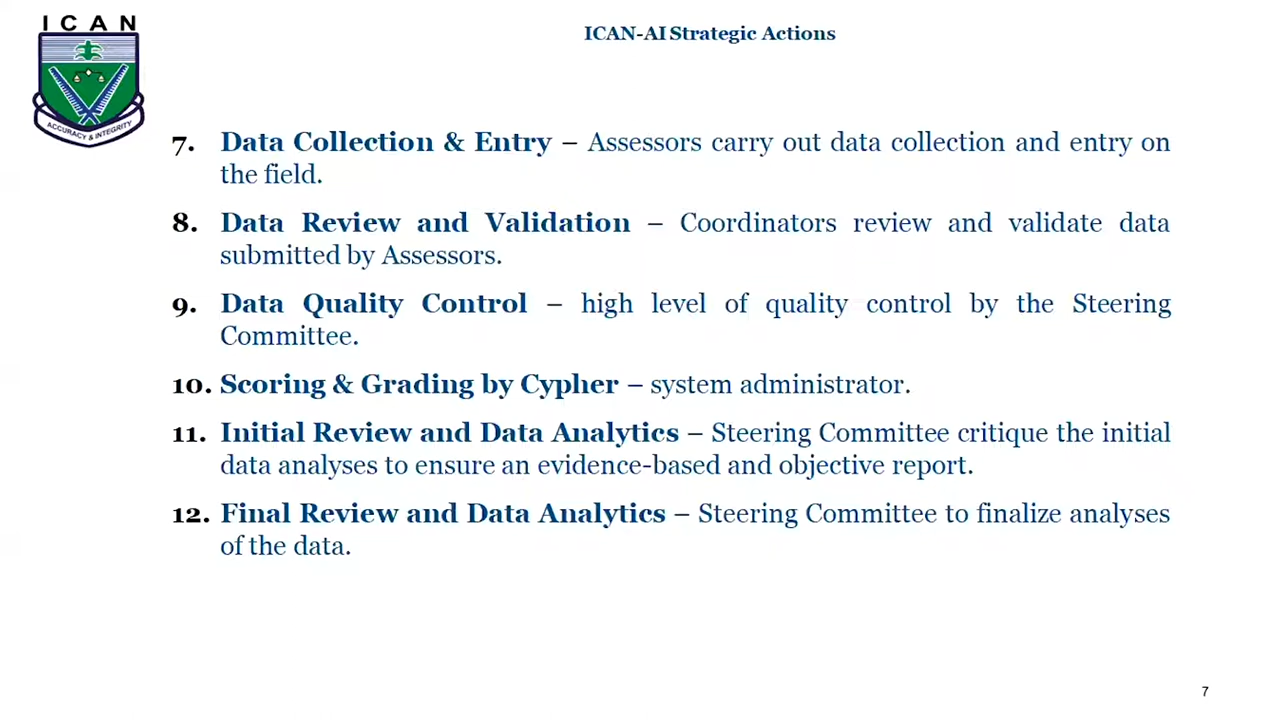 I C A N
ACCURACY & INTEGRITY
ICAN-AI Strategic Actions
7. Data Collection & Entry – Assessors carry out data collection and entry on
the field.
8. Data Review and Validation – Coordinators review and validate data
submitted by Assessors.
9. Data Quality Control – high level of quality control by the Steering
Committee.
10. Scoring & Grading by Cypher – system administrator.
11. Initial Review and Data Analytics – Steering Committee critique the initial
data analyses to ensure an evidence-based and objective report.
12. Final Review and Data Analytics – Steering Committee to finalize analyses
of the data.
7